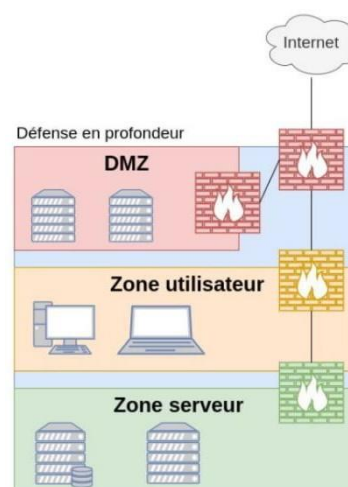 Internet
Défense en profondeur
DMZ
Zone utilisateur
Zone serveur